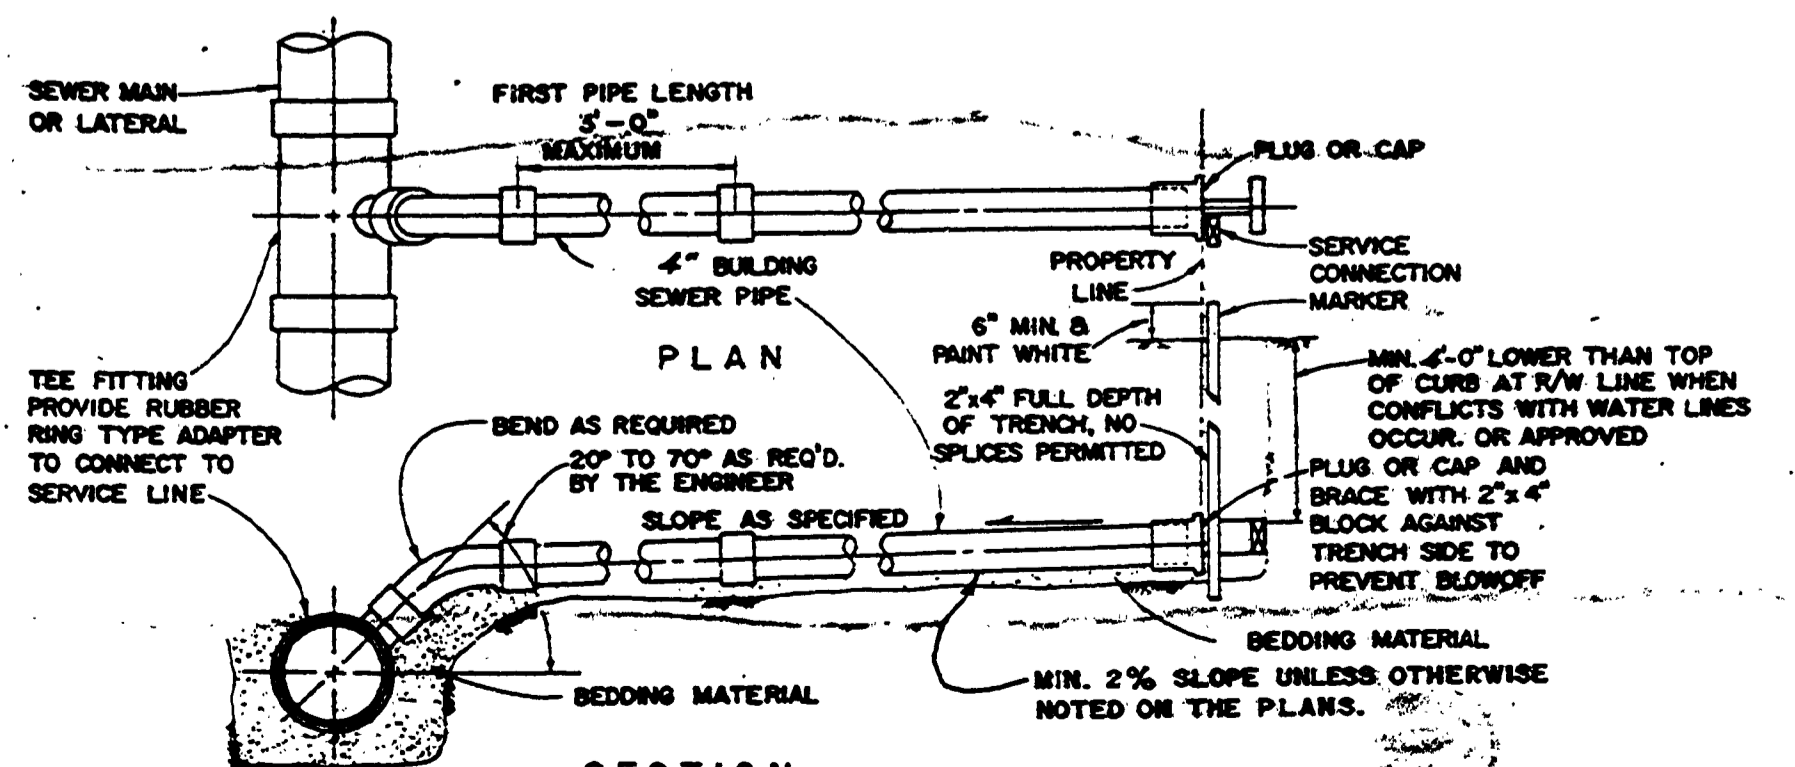 SEWER MAIN
OR LATERAL
FIRST PIPE LENGTH
3'-0"
MAXIMUM
PLUG OR CAP
4" BUILDING
SEWER PIPE
PROPERTY
LINE
SERVICE
CONNECTION
MARKER
6" MIN. &
PAINT WHITE
PLAN
TEE FITTING
PROVIDE RUBBER
RING TYPE ADAPTER
TO CONNECT TO
SERVICE LINE
BEND AS REQUIRED
20° TO 70° AS REQ'D.
BY THE ENGINEER
2"x4" FULL DEPTH
OF TRENCH, NO
SPLICES PERMITTED
MIN. 4'-0" LOWER THAN TOP
OF CURB AT R/W LINE WHEN
CONFLICTS WITH WATER LINES
OCCUR. OR APPROVED
PLUG OR CAP AND
BRACE WITH 2"x4"
BLOCK AGAINST
TRENCH SIDE TO
PREVENT BLOWOFF
SLOPE AS SPECIFIED
BEDDING MATERIAL
BEDDING MATERIAL
MIN. 2% SLOPE UNLESS OTHERWISE
NOTED ON THE PLANS.
SECTION